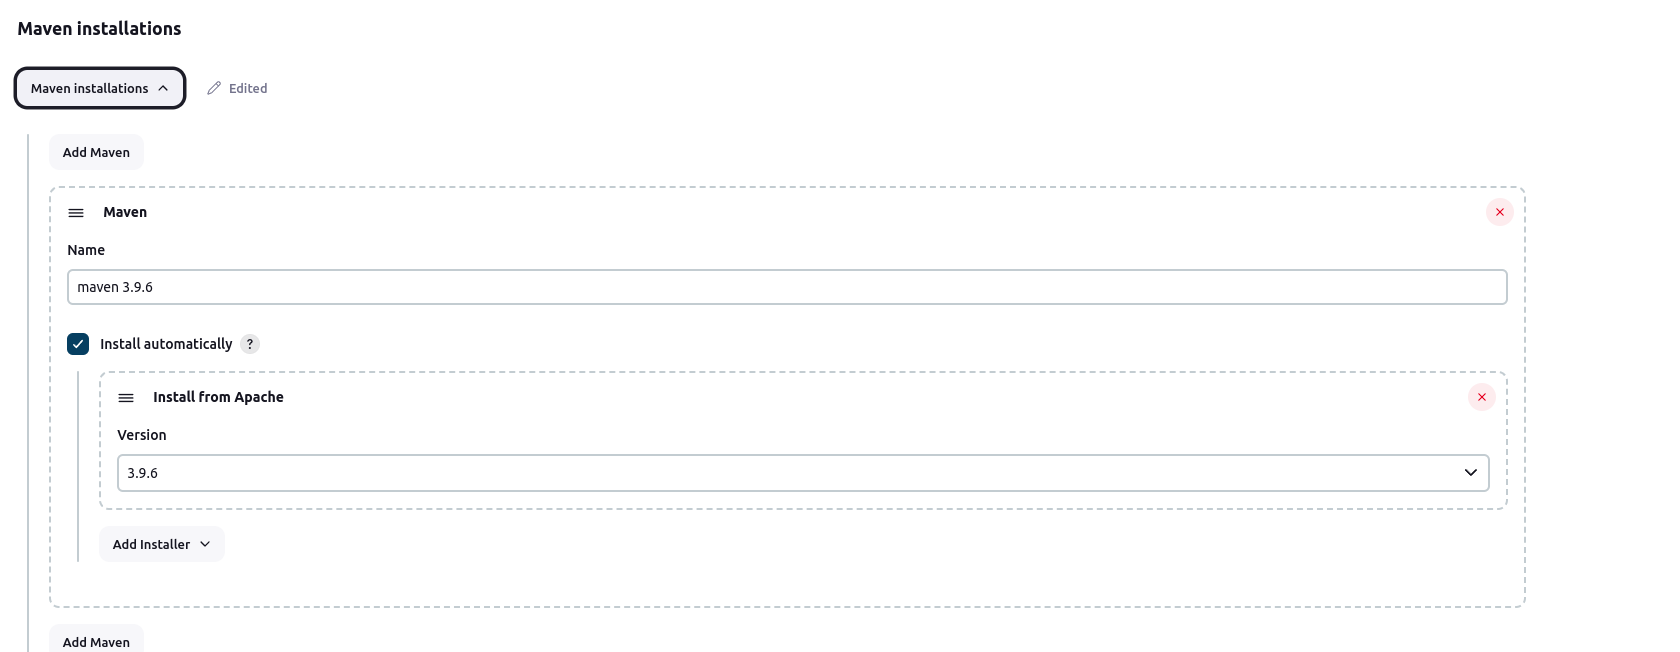 Maven installations
Maven installations
Edited
Add Maven
Maven
Name
maven 3.9.6
Install automatically ?
Install from Apache
Version
3.9.6
Add Installer
Add Maven